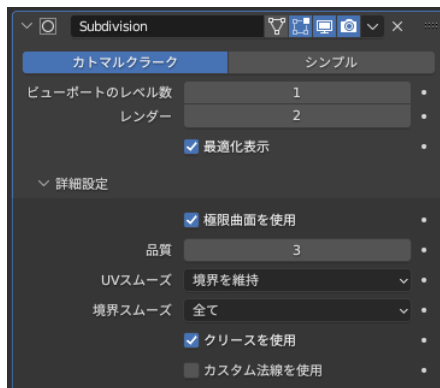 Subdivision
カトマルクラーク シンプル
ビューポートのレベル数 1
レンダー 2
最適化表示
詳細設定
極限曲面を使用
品質 3
UVスムーズ 境界を維持
境界スムーズ 全て
クリースを使用
カスタム法線を使用